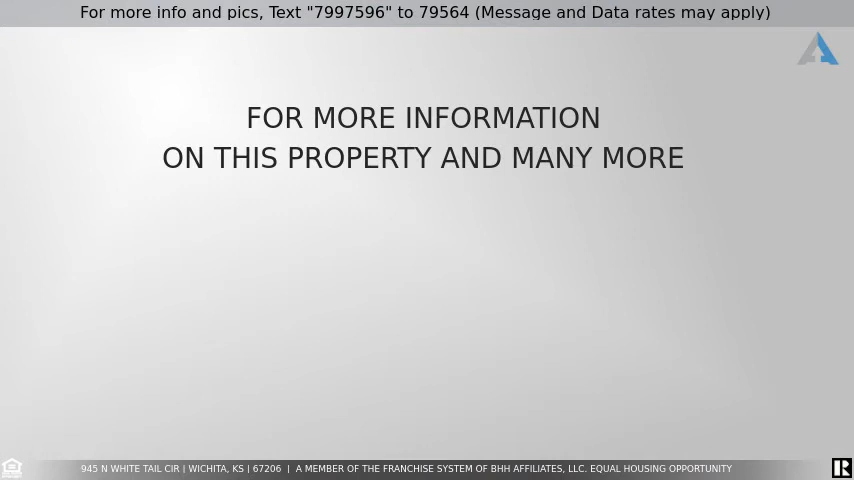 For more info and pics, Text "7997596" to 79564 (Message and Data rates may apply)
FOR MORE INFORMATION
ON THIS PROPERTY AND MANY MORE
945 N WHITE TAIL CIR | WICHITA, KS | 67206 | A MEMBER OF THE FRANCHISE SYSTEM OF BHH AFFILIATES, LLC. EQUAL HOUSING OPPORTUNITY